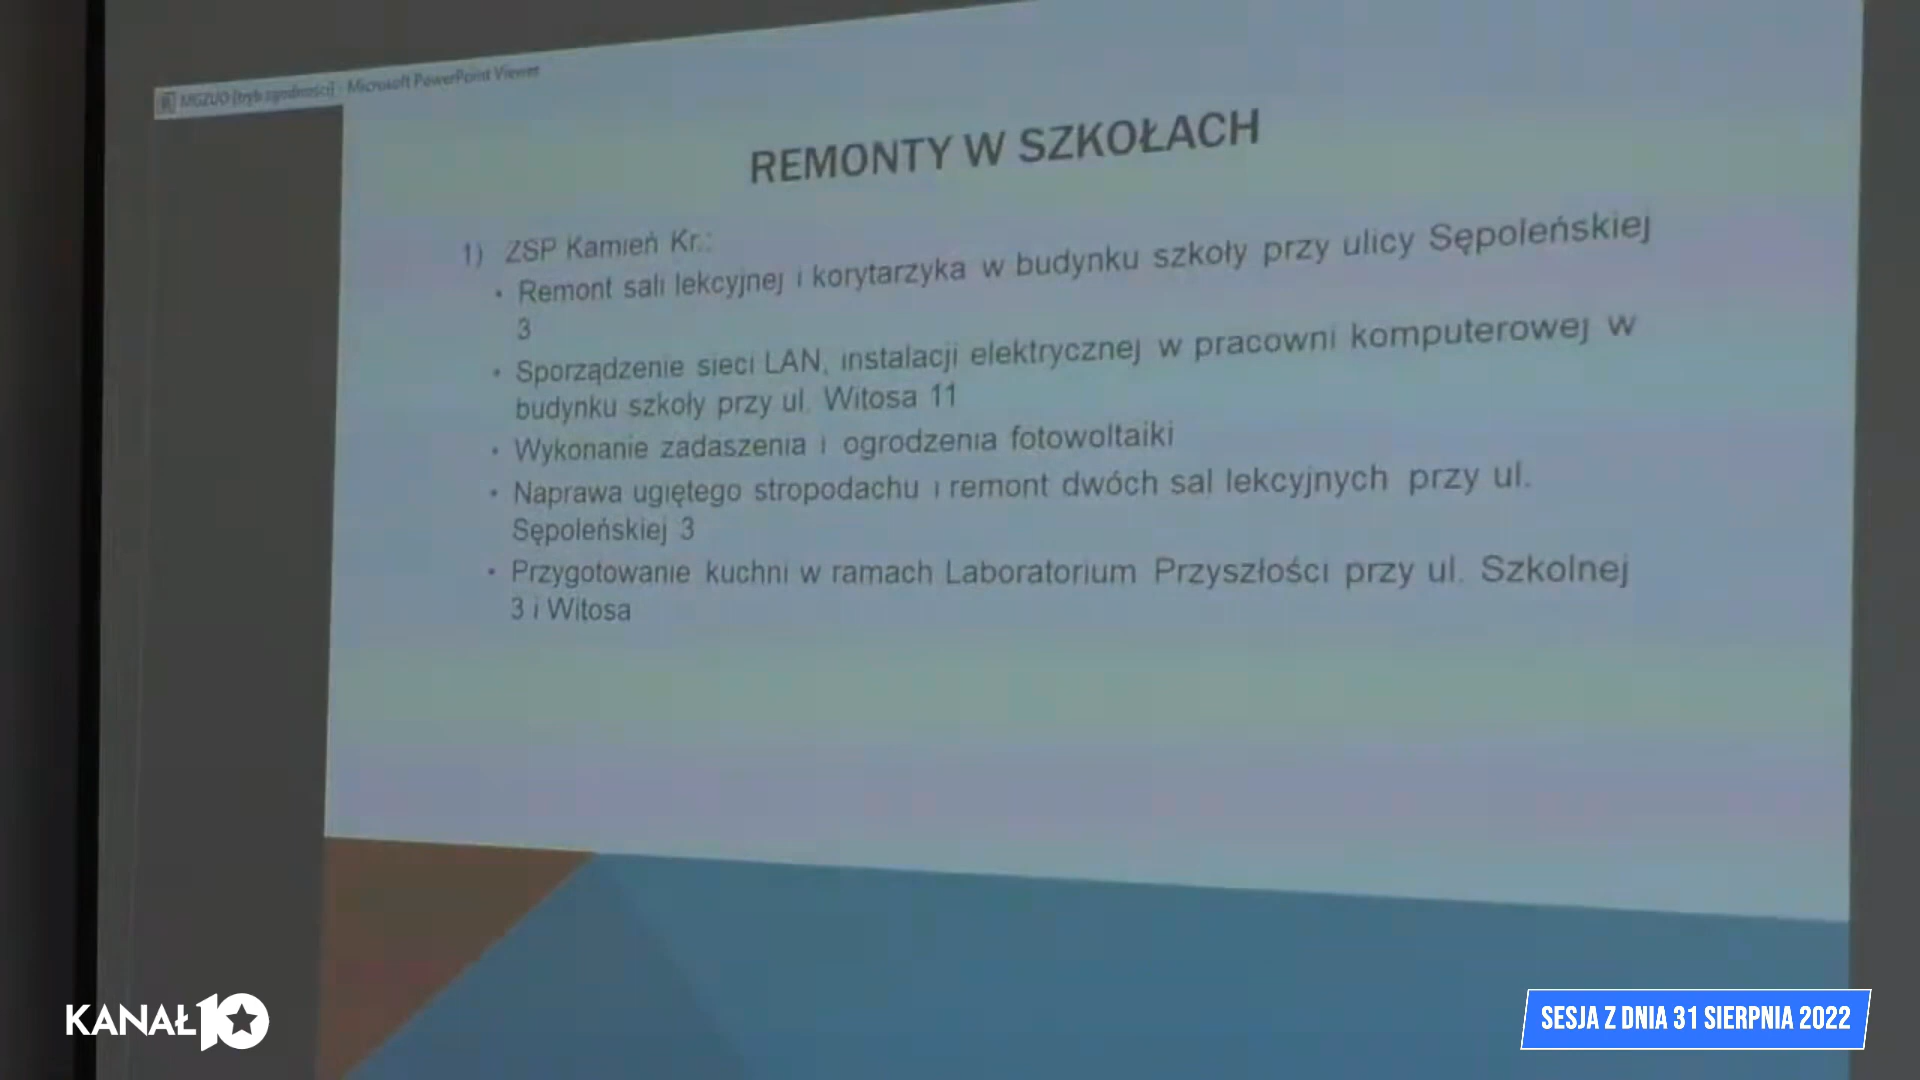 MGZUO [tryb zgodności] - Microsoft PowerPoint Viewer
REMONTY W SZKOŁACH
1) ZSP Kamień Kr.:
• Remont sali lekcyjnej i korytarzyka w budynku szkoły przy ulicy Sępoleńskiej
3
• Sporządzenie sieci LAN, instalacji elektrycznej w pracowni komputerowej w
budynku szkoły przy ul. Witosa 11
• Wykonanie zadaszenia i ogrodzenia fotowoltaiki
• Naprawa ugiętego stropodachu i remont dwóch sal lekcyjnych przy ul.
Sępoleńskiej 3
• Przygotowanie kuchni w ramach Laboratorium Przyszłości przy ul. Szkolnej
3 i Witosa
KANAŁ10
SESJA Z DNIA 31 SIERPNIA 2022